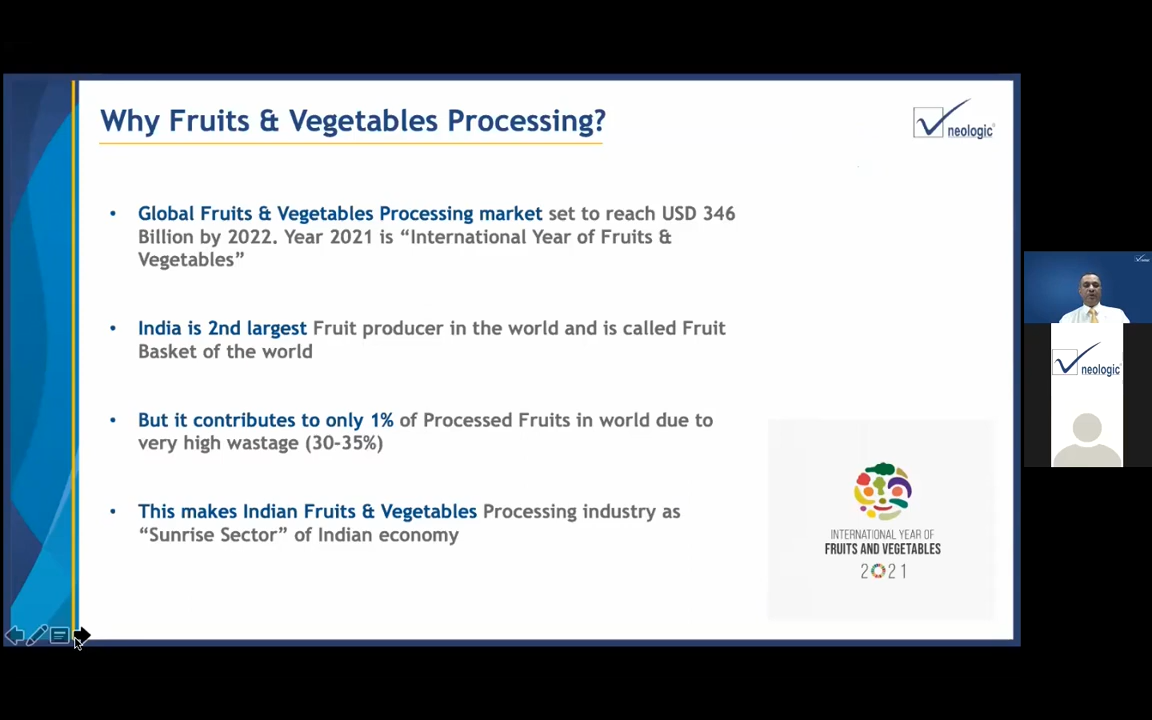 Why Fruits & Vegetables Processing?
neologic
• Global Fruits & Vegetables Processing market set to reach USD 346
Billion by 2022. Year 2021 is “International Year of Fruits &
Vegetables”
• India is 2nd largest Fruit producer in the world and is called Fruit
Basket of the world
• But it contributes to only 1% of Processed Fruits in world due to
very high wastage (30-35%)
• This makes Indian Fruits & Vegetables Processing industry as
“Sunrise Sector” of Indian economy
INTERNATIONAL YEAR OF
FRUITS AND VEGETABLES
2021
neologic